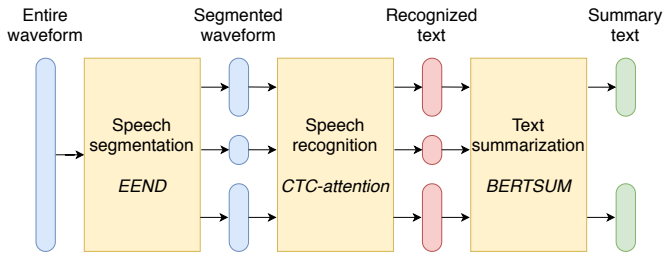 Entire
waveform
Segmented
waveform
Recognized
text
Summary
text
Speech
segmentation
EEND
Speech
recognition
CTC-attention
Text
summarization
BERTSUM